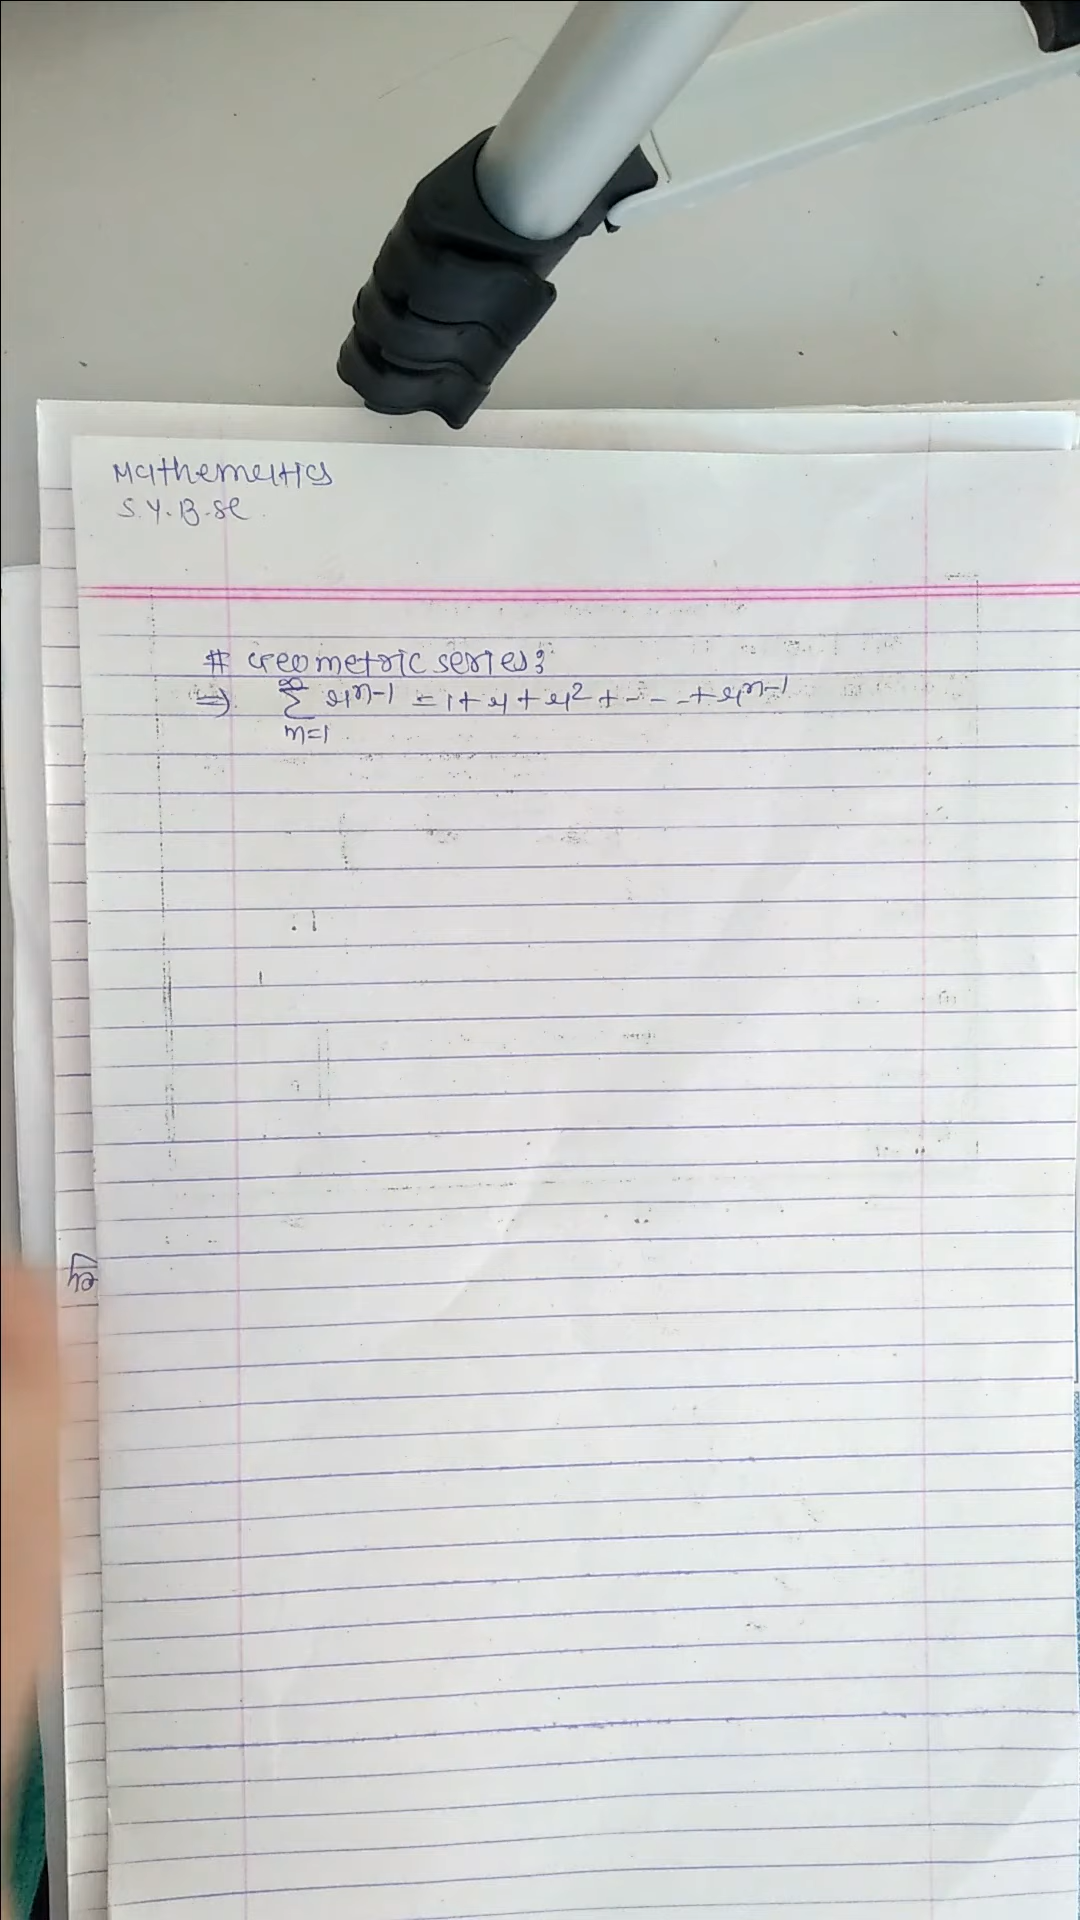 Mathematics
S.Y.B.Sc
# Geometric series :
⇒ ∑ r^n-1 = 1 + r + r^2 + - - - + r^n-1
∞
n=1